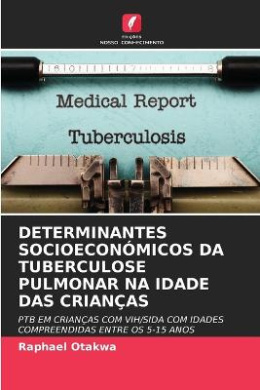 edições
NOSSO CONHECIMENTO
Medical Report
Tuberculosis
DETERMINANTES
SOCIOECONÓMICOS DA
TUBERCULOSE
PULMONAR NA IDADE
DAS CRIANÇAS
PTB EM CRIANÇAS COM VIH/SIDA COM IDADES
COMPREENDIDAS ENTRE OS 5-15 ANOS
Raphael Otakwa